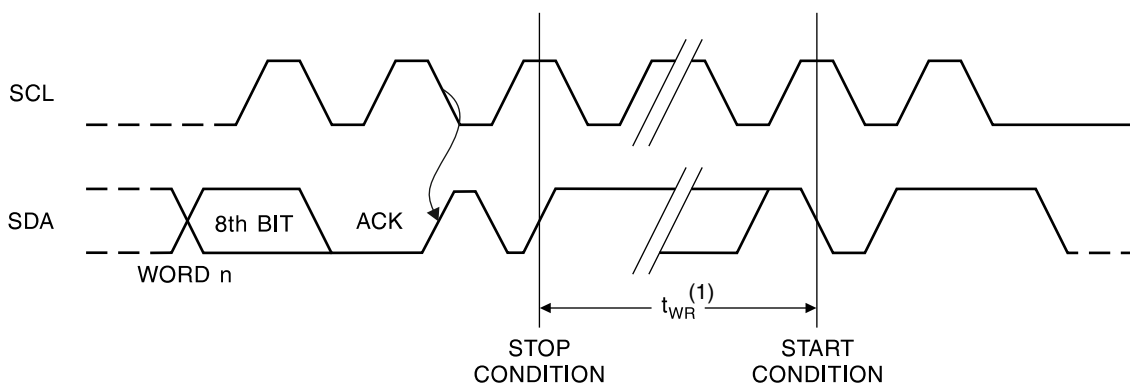 SCL
SDA
8th BIT
ACK
WORD n
tWR(1)
STOP
CONDITION
START
CONDITION